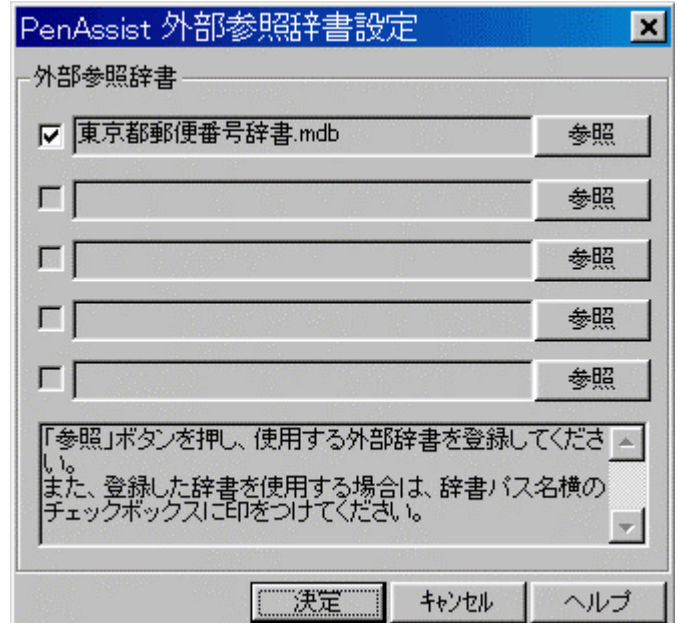 PenAssist 外部参照辞書設定
外部参照辞書
東京都郵便番号辞書.mdb
参照
参照
参照
参照
参照
「参照」ボタンを押し、使用する外部辞書を登録してくださ
い。
また、登録した辞書を使用する場合は、辞書パス名横の
チェックボックスに印をつけてください。
決定
ｷｬﾝｾﾙ
ヘルプ